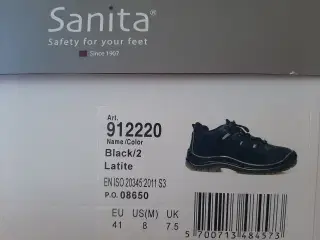 Sanita
Safety for your feet
Since 1907
Art.
912220
Name/Color
Black/2
Latite
EN ISO 20345:2011 S3
P.O. 08650
EU US(M) UK
41 8 7.5
5 700713 484573